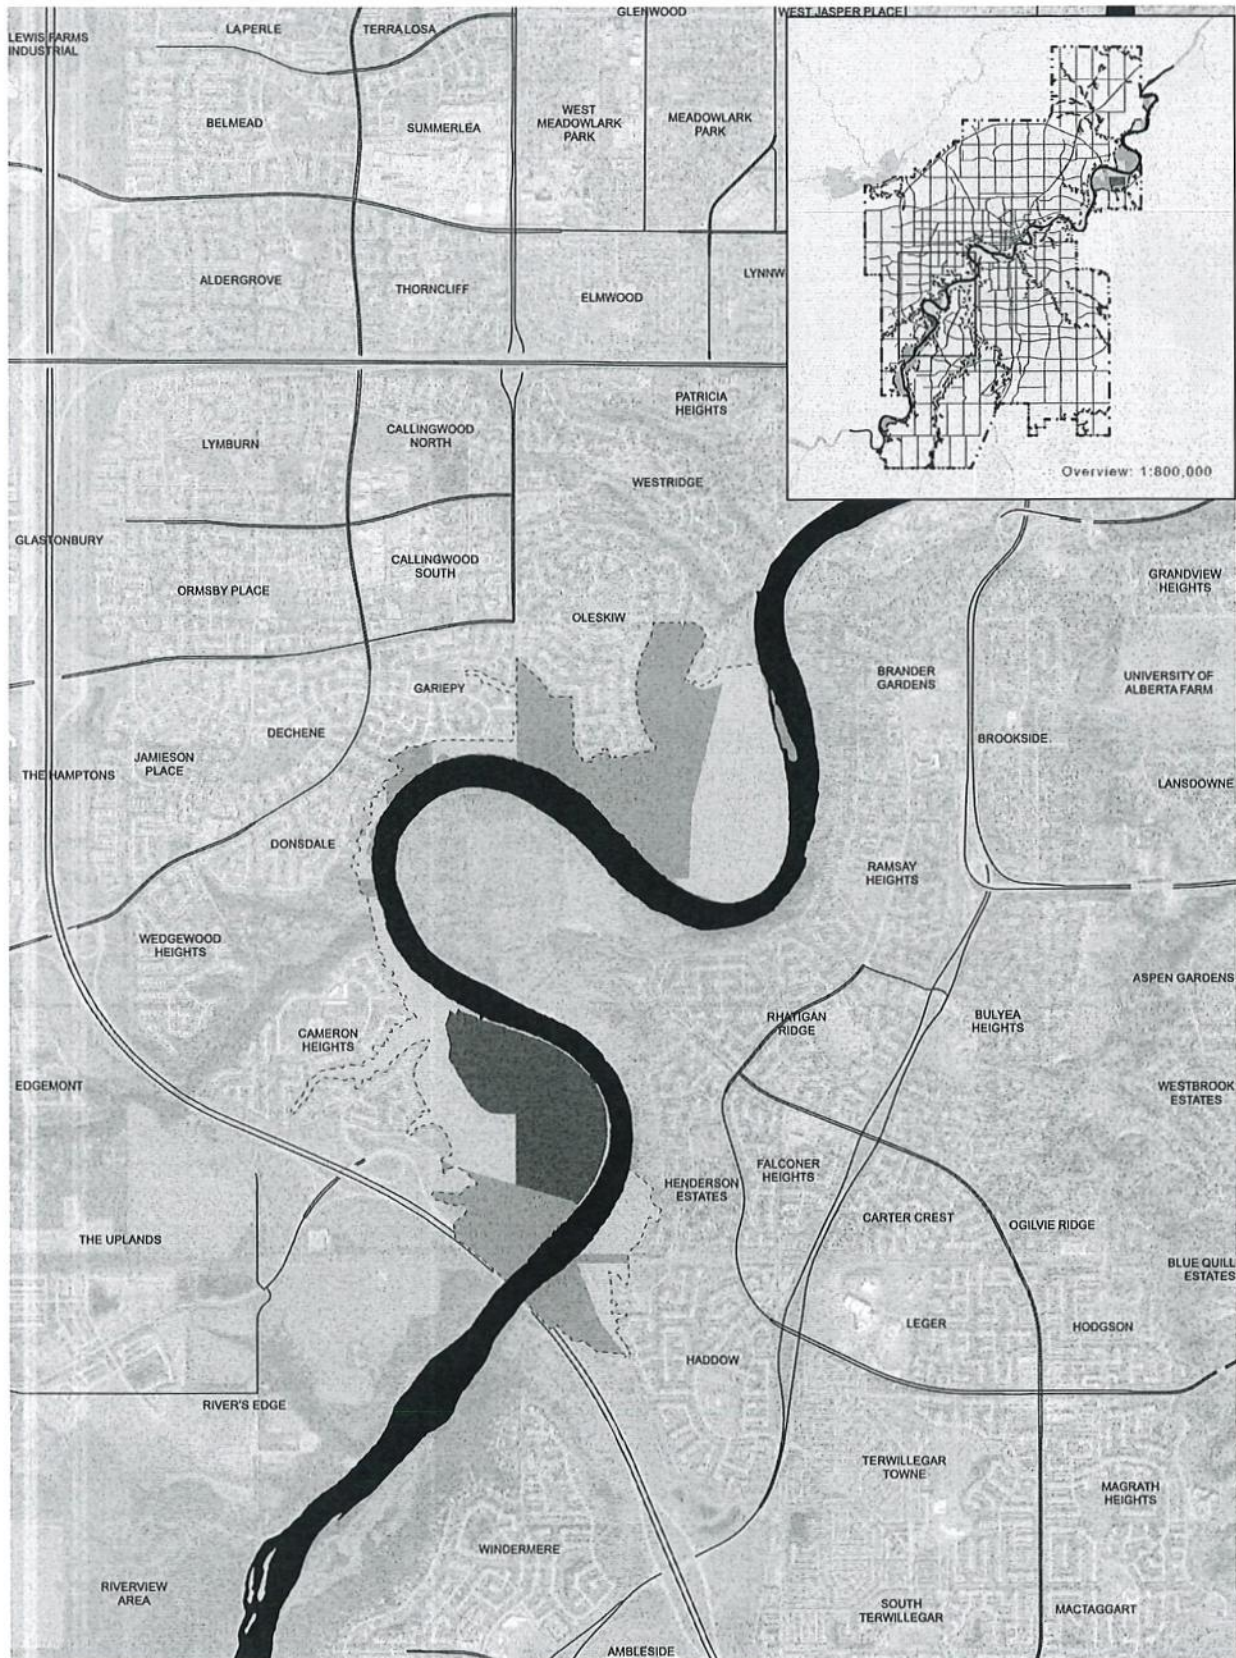 GLENWOOD
WEST JASPER PLACE
LAPERLE
TERRA LOSA
LEWIS FARMS
INDUSTRIAL
BELMEAD
SUMMERLEA
WEST
MEADOWLARK
PARK
MEADOWLARK
PARK
ALDERGROVE
THORNCLIFF
ELMWOOD
LYNNW
Overview: 1:800,000
PATRICIA
HEIGHTS
LYMBURN
CALLINGWOOD
NORTH
WESTRIDGE
GLASTONBURY
CALLINGWOOD
SOUTH
ORMSBY PLACE
GRANDVIEW
HEIGHTS
OLESKIW
GARIEPY
BRANDER
GARDENS
UNIVERSITY OF
ALBERTA FARM
DECHENE
BROOKSIDE
JAMIESON
PLACE
THE HAMPTONS
LANSDOWNE
DONSDALE
RAMSAY
HEIGHTS
WEDGEWOOD
HEIGHTS
ASPEN GARDENS
CAMERON
HEIGHTS
RHATIGAN
RIDGE
BULYEA
HEIGHTS
EDGEMONT
WESTBROOK
ESTATES
HENDERSON
ESTATES
FALCONER
HEIGHTS
CARTER CREST
OGILVIE RIDGE
THE UPLANDS
BLUE QUILL
ESTATES
LEGER
HODGSON
HADDOW
RIVER'S EDGE
TERWILLEGAR
TOWNE
MAGRATH
HEIGHTS
WINDERMERE
RIVERVIEW
AREA
SOUTH
TERWILLEGAR
MACTAGGART
AMBLESIDE